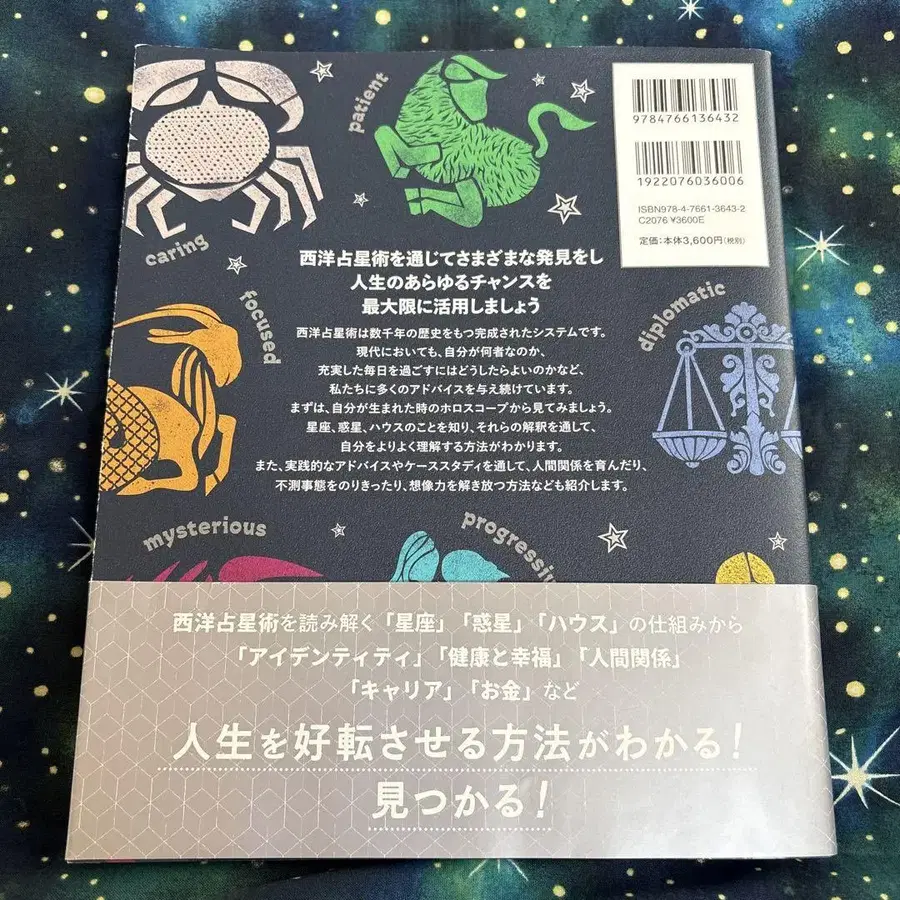 patient
9784766136432
1922076036006
ISBN978-4-7661-3643-2
C2076 ¥3600E
定価:本体3,600円(税別)
caring
focused
diplomatic
西洋占星術を通じてさまざまな発見をし
人生のあらゆるチャンスを
最大限に活用しましょう
西洋占星術は数千年の歴史をもつ完成されたシステムです。
現代においても、自分が何者なのか、
充実した毎日を過ごすにはどうしたらよいのかなど、
私たちに多くのアドバイスを与え続けています。
まずは、自分が生まれた時のホロスコープから見てみましょう。
星座、惑星、ハウスのことを知り、それらの解釈を通して、
自分をよりよく理解する方法がわかります。
また、実践的なアドバイスやケーススタディを通して、人間関係を育んだり、
不測事態をのりきったり、想像力を解き放つ方法なども紹介します。
mysterious
progressive
西洋占星術を読み解く「星座」「惑星」「ハウス」の仕組みから
「アイデンティティ」「健康と幸福」「人間関係」
「キャリア」「お金」など
人生を好転させる方法がわかる!
見つかる!